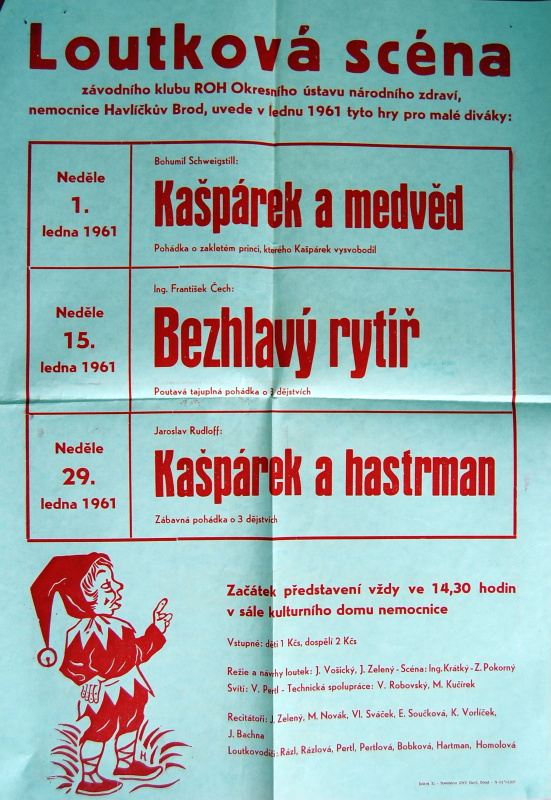 Loutková scéna
závodního klubu ROH Okresního ústavu národního zdraví,
nemocnice Havlíčkův Brod, uvede v lednu 1961 tyto hry pro malé diváky:
Neděle
1.
ledna 1961
Bohumil Schweigstill:
Kašpárek a medvěd
Pohádka o zakletém princi, kterého Kašpárek vysvobodil
Neděle
15.
ledna 1961
Ing. František Čech:
Bezhlavý rytíř
Poutavá tajuplná pohádka o 3 dějstvích
Neděle
29.
ledna 1961
Jaroslav Rudloff:
Kašpárek a hastrman
Zábavná pohádka o 3 dějstvích
Začátek představení vždy ve 14,30 hodin
v sále kulturního domu nemocnice
Vstupné: děti 1 Kčs, dospělí 2 Kčs
Režie a návrhy loutek: J. Vošický, J. Zelený - Scéna: Ing. Krátký - Z. Pokorný
Svítí: V. Pertl - Technická spolupráce: V. Robovský, M. Kučírek
Recitátoři: J. Zelený, M. Novák, Vl. Sváček, E. Součková, K. Vorlíček,
J. Bachna
Loutkovodiči: Rázl, Rázlová, Pertl, Pertlová, Bobková, Hartman, Homolová
H